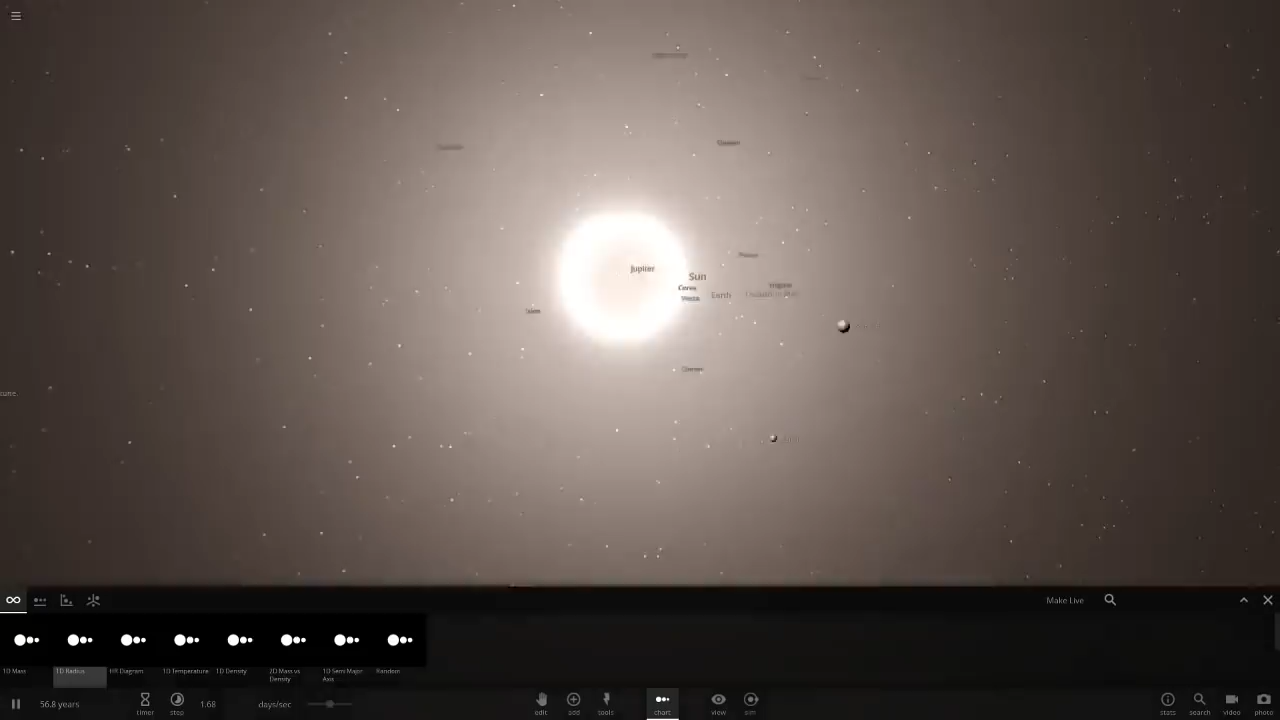 Jupiter
Sun
Ceres
Vesta
Earth
Make Live
1D Mass
1D Radius
HR Diagram
1D Temperature
1D Density
2D Mass vs
Density
1D Semi Major
Axis
Random
56.8 years
timer
step
1.68
days/sec
edit
add
tools
chart
view
sim
stats
search
video
photo